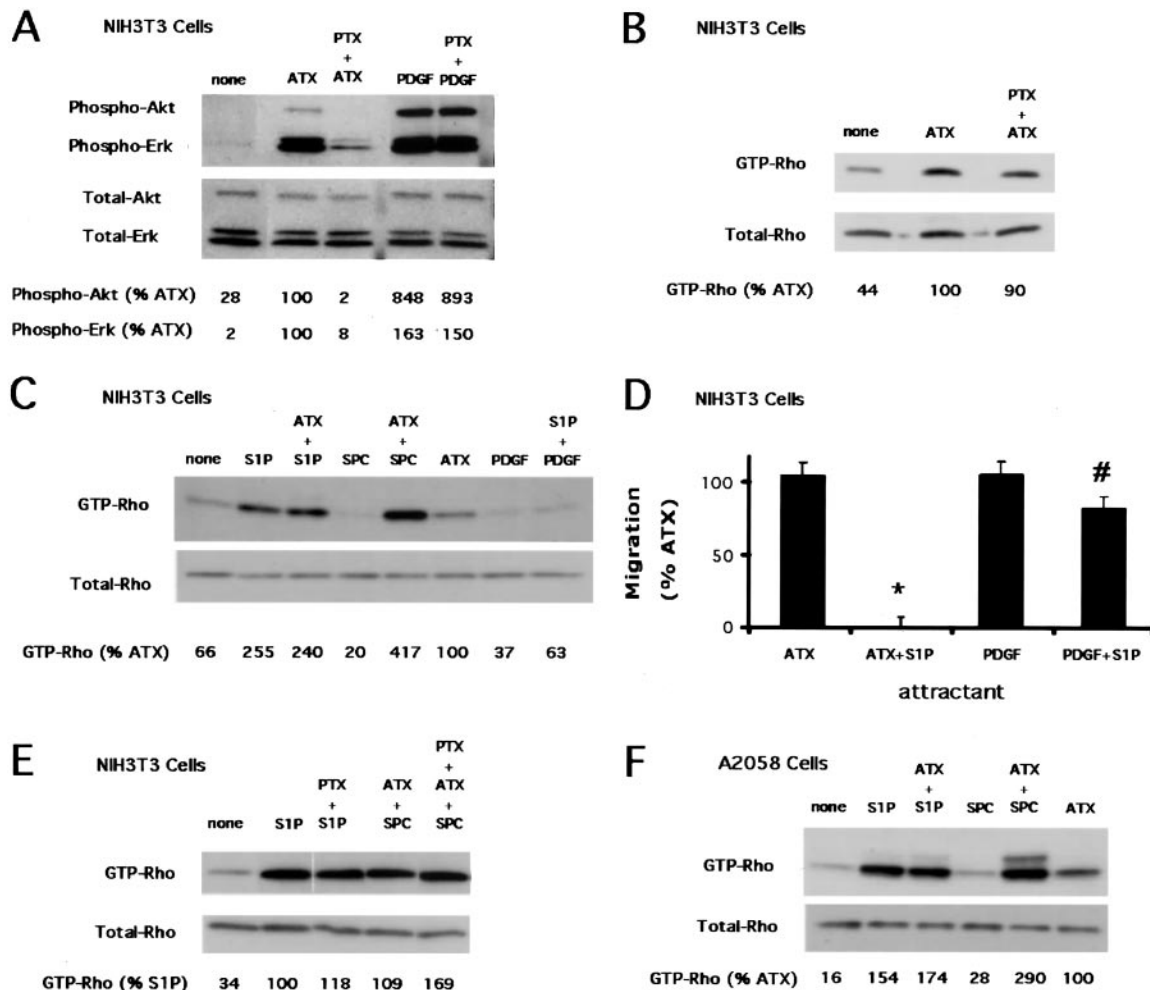 A NIH3T3 Cells
none ATX PTX + ATX PDGF PTX + PDGF
Phospho-Akt
Phospho-Erk
Total-Akt
Total-Erk
Phospho-Akt (% ATX) 28 100 2 848 893
Phospho-Erk (% ATX) 2 100 8 163 150
B NIH3T3 Cells
none ATX PTX + ATX
GTP-Rho
Total-Rho
GTP-Rho (% ATX) 44 100 90
C NIH3T3 Cells
none S1P ATX + S1P SPC ATX + SPC ATX PDGF S1P + PDGF
GTP-Rho
Total-Rho
GTP-Rho (% ATX) 66 255 240 20 417 100 37 63
D NIH3T3 Cells
Migration
(% ATX)
100
50
0
*
#
ATX ATX+S1P PDGF PDGF+S1P
attractant
E NIH3T3 Cells
none S1P PTX + S1P ATX + SPC PTX + ATX + SPC
GTP-Rho
Total-Rho
GTP-Rho (% S1P) 34 100 118 109 169
F A2058 Cells
none S1P ATX + S1P SPC ATX + SPC ATX
GTP-Rho
Total-Rho
GTP-Rho (% ATX) 16 154 174 28 290 100